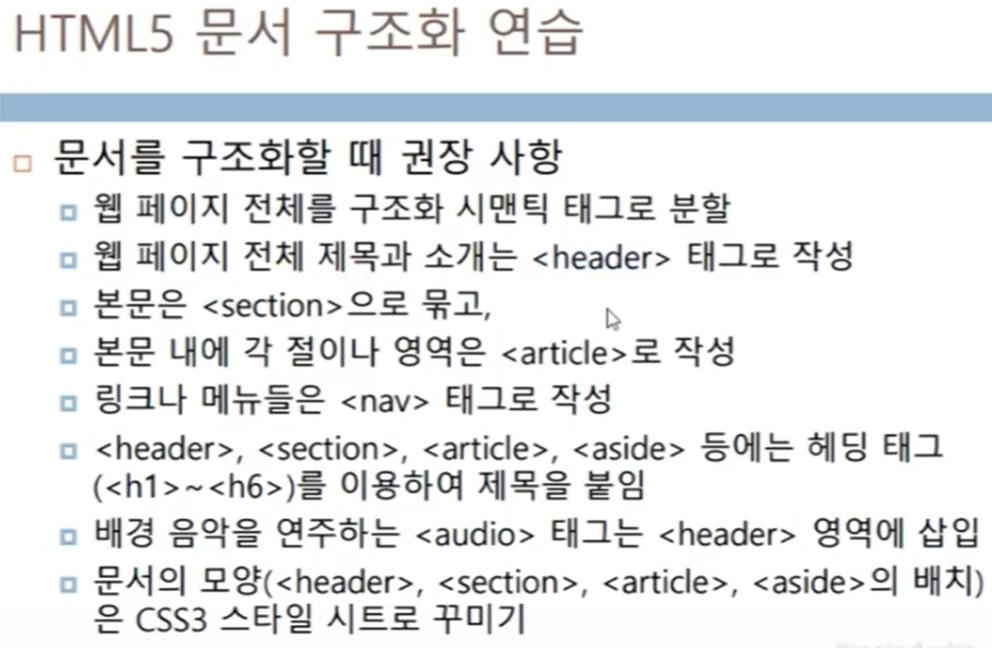 HTML5 문서 구조화 연습
문서를 구조화할 때 권장 사항
웹 페이지 전체를 구조화 시맨틱 태그로 분할
웹 페이지 전체 제목과 소개는 <header> 태그로 작성
본문은 <section>으로 묶고,
본문 내에 각 절이나 영역은 <article>로 작성
링크나 메뉴들은 <nav> 태그로 작성
<header>, <section>, <article>, <aside> 등에는 헤딩 태그
(<h1>~<h6>)를 이용하여 제목을 붙임
배경 음악을 연주하는 <audio> 태그는 <header> 영역에 삽입
문서의 모양(<header>, <section>, <article>, <aside>의 배치)
은 CSS3 스타일 시트로 꾸미기